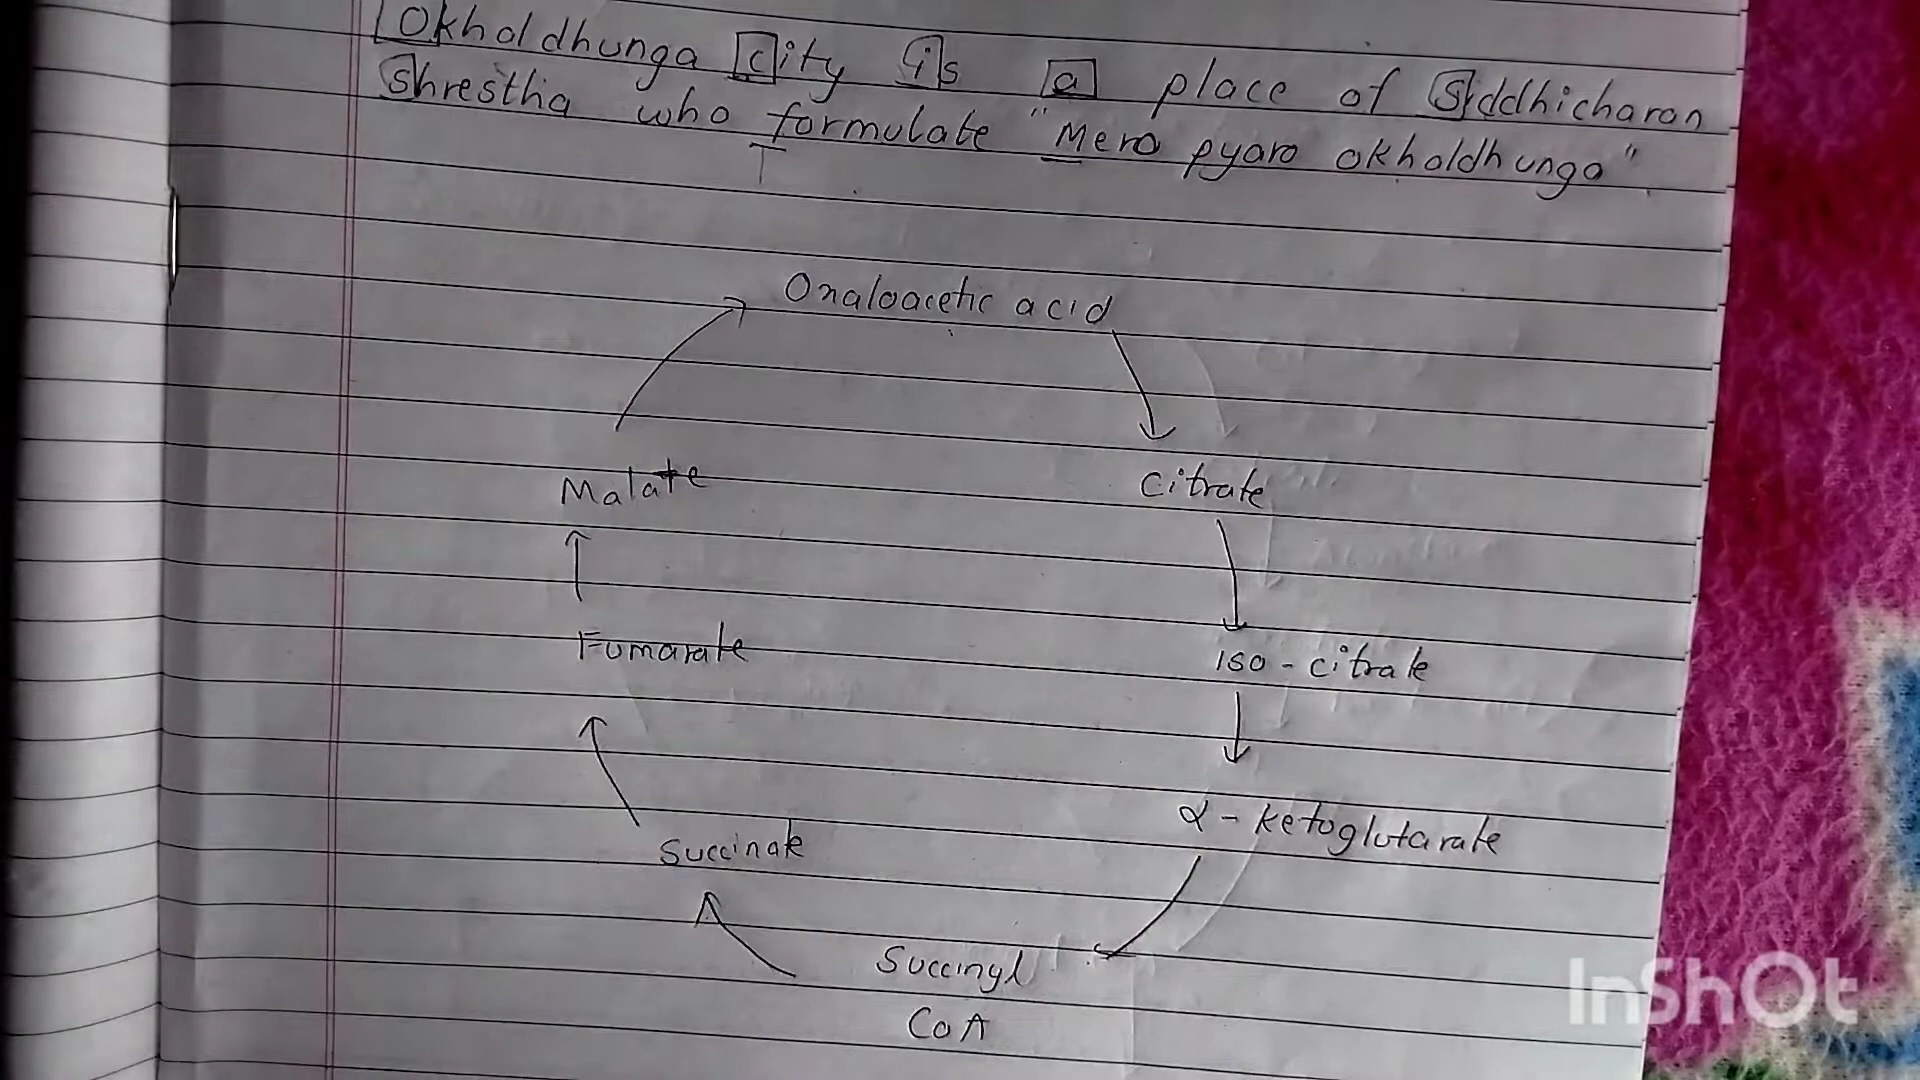 Okholdhunga city is a place of Siddhicharan
Shrestha who formulate "Mero pyaro okholdhunga"
Oxaloacetic acid
Malate
Citrate
Fumarate
Iso-citrate
α-ketoglutarate
Succinate
Succinyl
CoA
InShOt